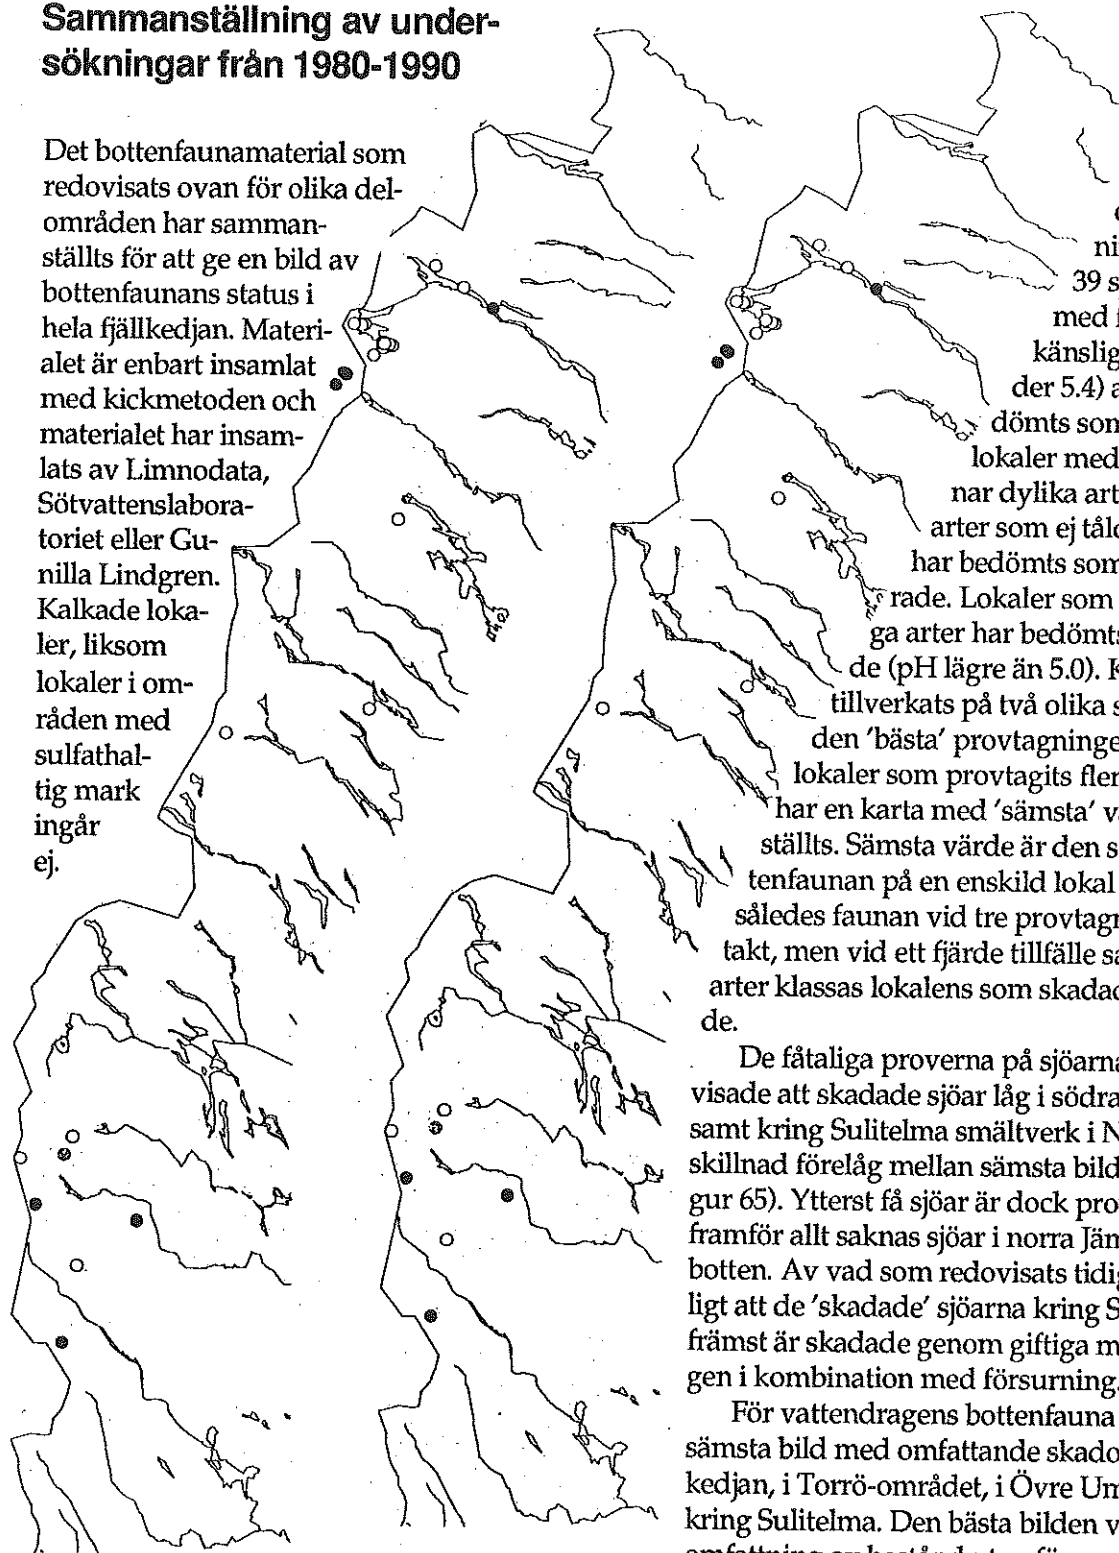 Sammanställning av under-
sökningar från 1980-1990
Det bottenfaunamaterial som
redovisats ovan för olika del-
områden har samman-
ställts för att ge en bild av
bottenfaunans status i
hela fjällkedjan. Materi-
alet är enbart insamlat
med kickmetoden och
materialet har insam-
lats av Limnodata,
Sötvattenslabora-
toriet eller Gu-
nilla Lindgren.
Kalkade loka-
ler, liksom
lokaler i om-
råden med
sulfathal-
tig mark
ingår
ej.
ni
39 s
med
känslig
der 5.4) a
dömts som
lokaler med
nar dylika art
arter som ej tåld
har bedömts som
rade. Lokaler som
ga arter har bedömts
de (pH lägre än 5.0). K
tillverkats på två olika s
den 'bästa' provtagninge
lokaler som provtagits fler
har en karta med 'sämsta' v
ställts. Sämsta värde är den s
tenfaunan på en enskild lokal
således faunan vid tre provtagn
takt, men vid ett fjärde tillfälle sa
arter klassas lokalens som skadad
de.
De fåtaliga proverna på sjöarna
visade att skadade sjöar låg i södra
samt kring Sulitelma smältverk i N
skillnad förelåg mellan sämsta bild
gur 65). Ytterst få sjöar är dock pro
framför allt saknas sjöar i norra Jäm
botten. Av vad som redovisats tidig
ligt att de 'skadade' sjöarna kring S
främst är skadade genom giftiga m
gen i kombination med försurning.
För vattendragens bottenfauna
sämsta bild med omfattande skado
kedjan, i Torrö-området, i Övre Um
kring Sulitelma. Den bästa bilden v